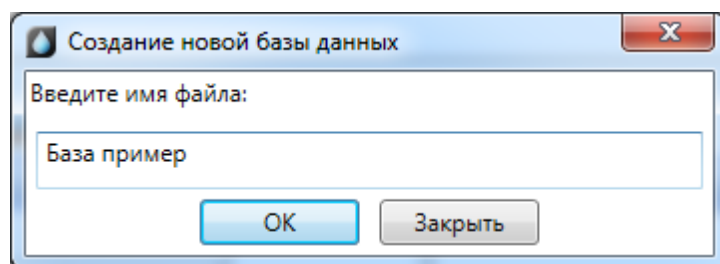 Создание новой базы данных
Введите имя файла:
База пример
OK Закрыть